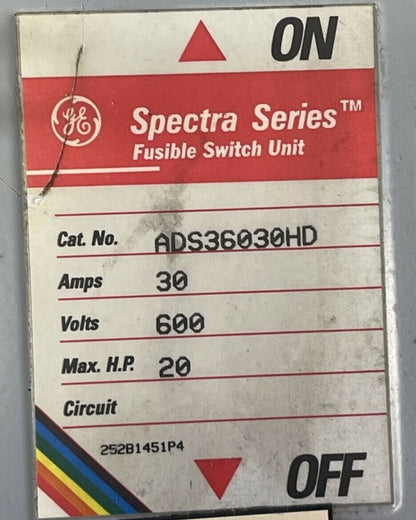 ON
GE
Spectra Series™
Fusible Switch Unit
Cat. No. ADS36030HD
Amps 30
Volts 600
Max. H.P. 20
Circuit
252B1451P4
OFF